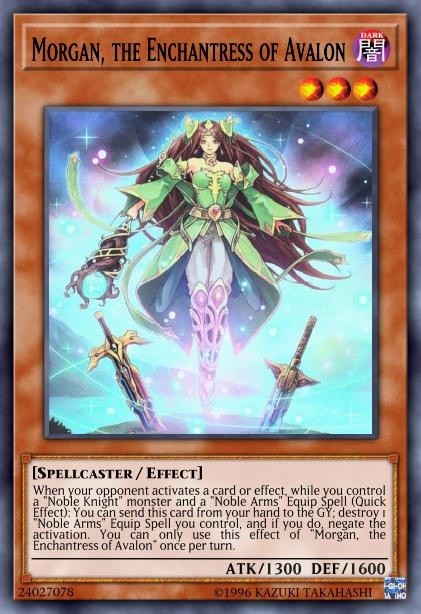 Morgan, the Enchantress of Avalon
DARK
闇
[Spellcaster / Effect]
When your opponent activates a card or effect, while you control
a "Noble Knight" monster and a "Noble Arms" Equip Spell (Quick
Effect): You can send this card from your hand to the GY; destroy 1
"Noble Arms" Equip Spell you control, and if you do, negate the
activation. You can only use this effect of "Morgan, the
Enchantress of Avalon" once per turn.
ATK/1300 DEF/1600
24027078
©1996 KAZUKI TAKAHASHI